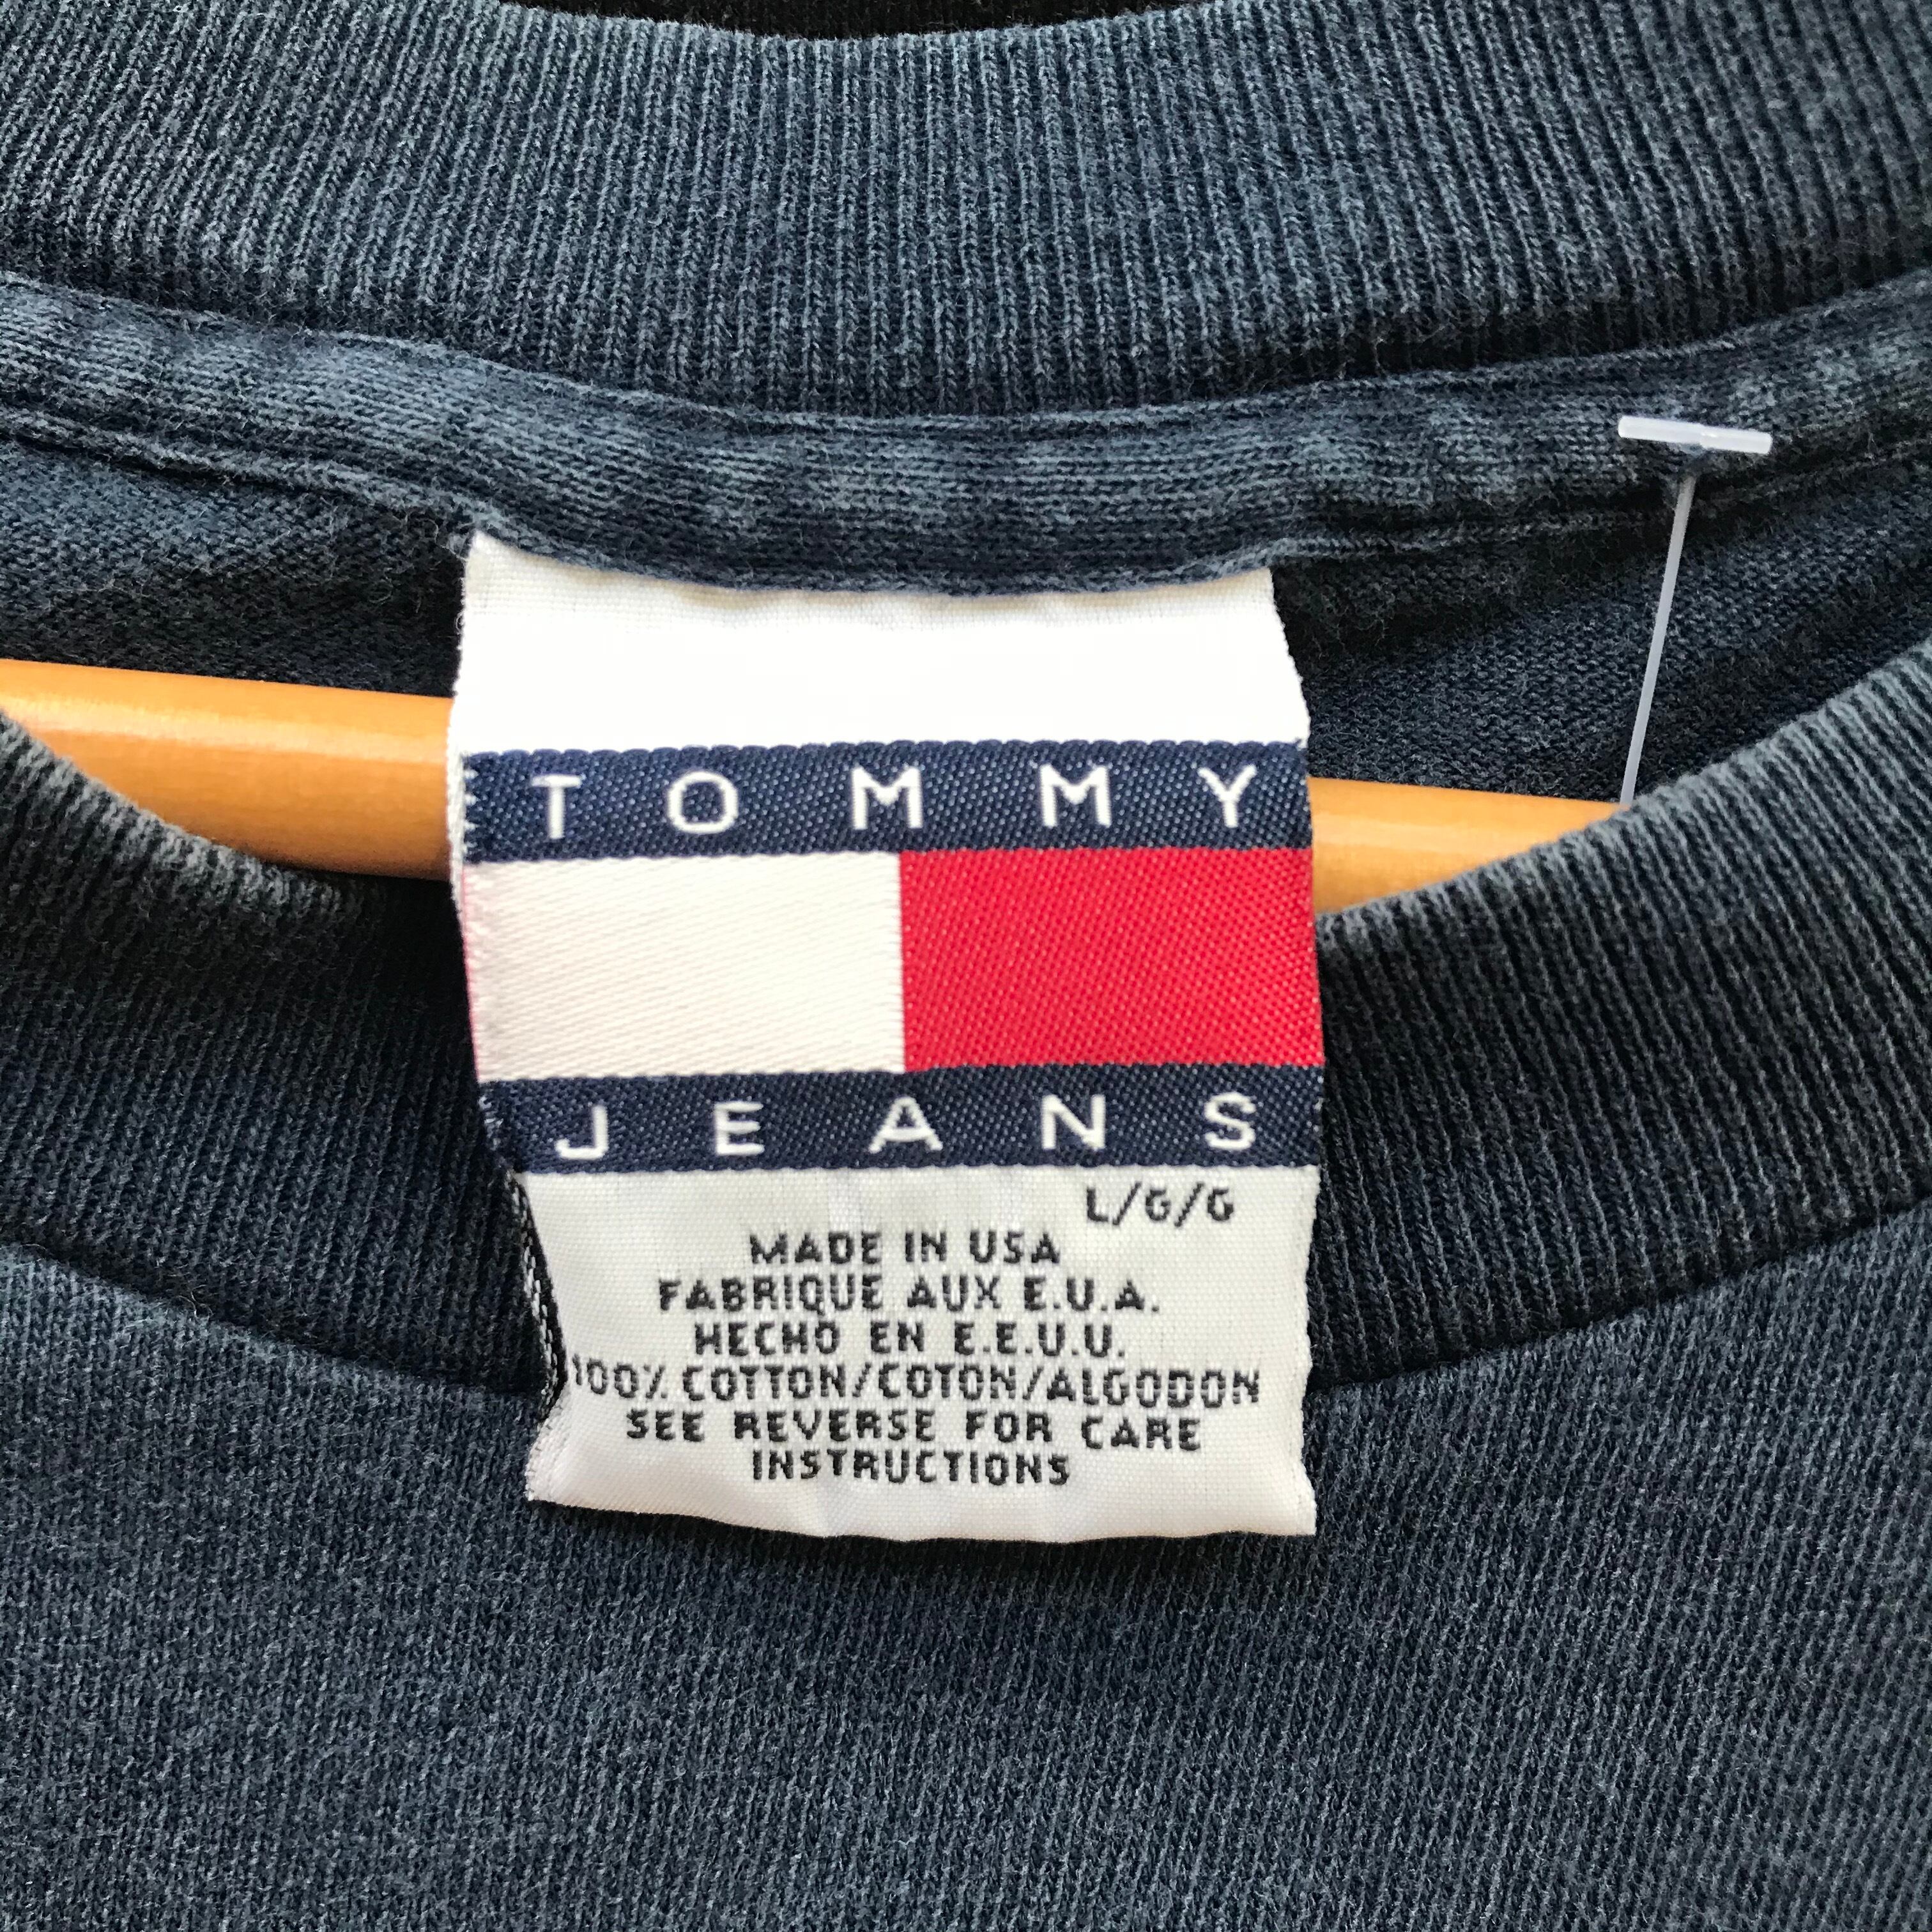 TOMMY
JEANS
L/G/G
MADE IN USA
FABRIQUE AUX E.U.A.
HECHO EN E.E.U.U.
100% COTTON/COTON/ALGODON
SEE REVERSE FOR CARE
INSTRUCTIONS